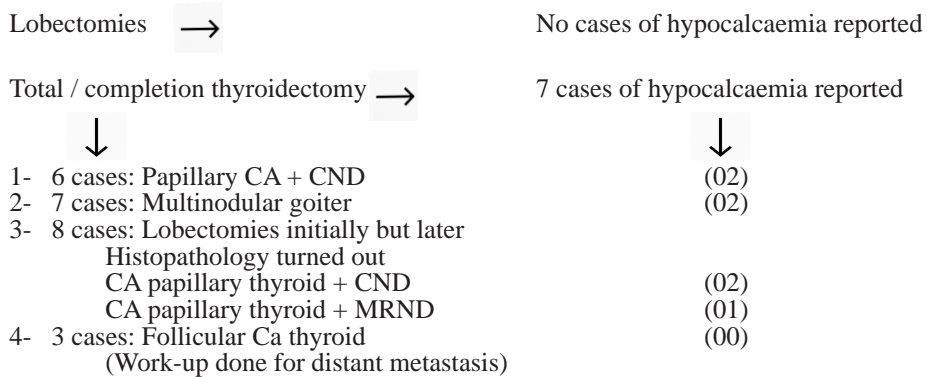 Lobectomies → No cases of hypocalcaemia reported
Total / completion thyroidectomy → 7 cases of hypocalcaemia reported
↓ ↓
1- 6 cases: Papillary CA + CND (02)
2- 7 cases: Multinodular goiter (02)
3- 8 cases: Lobectomies initially but later
Histopathology turned out
CA papillary thyroid + CND (02)
CA papillary thyroid + MRND (01)
4- 3 cases: Follicular Ca thyroid (00)
(Work-up done for distant metastasis)